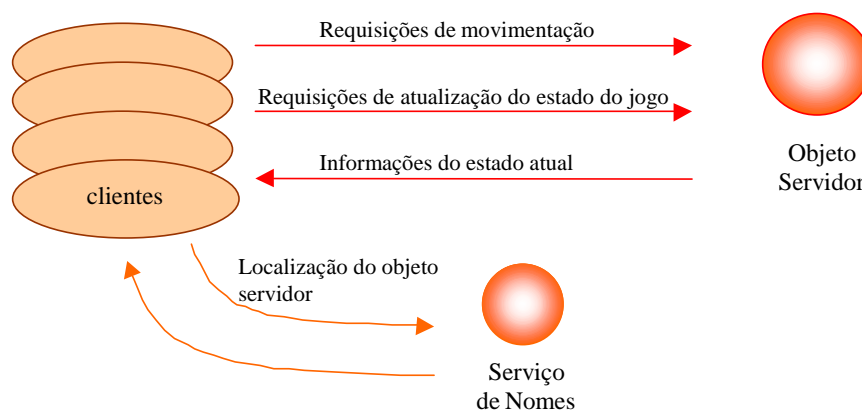 Requisições de movimentação
Requisições de atualização do estado do jogo
Informações do estado atual
Objeto
Servidor
clientes
Localização do objeto
servidor
Serviço
de Nomes